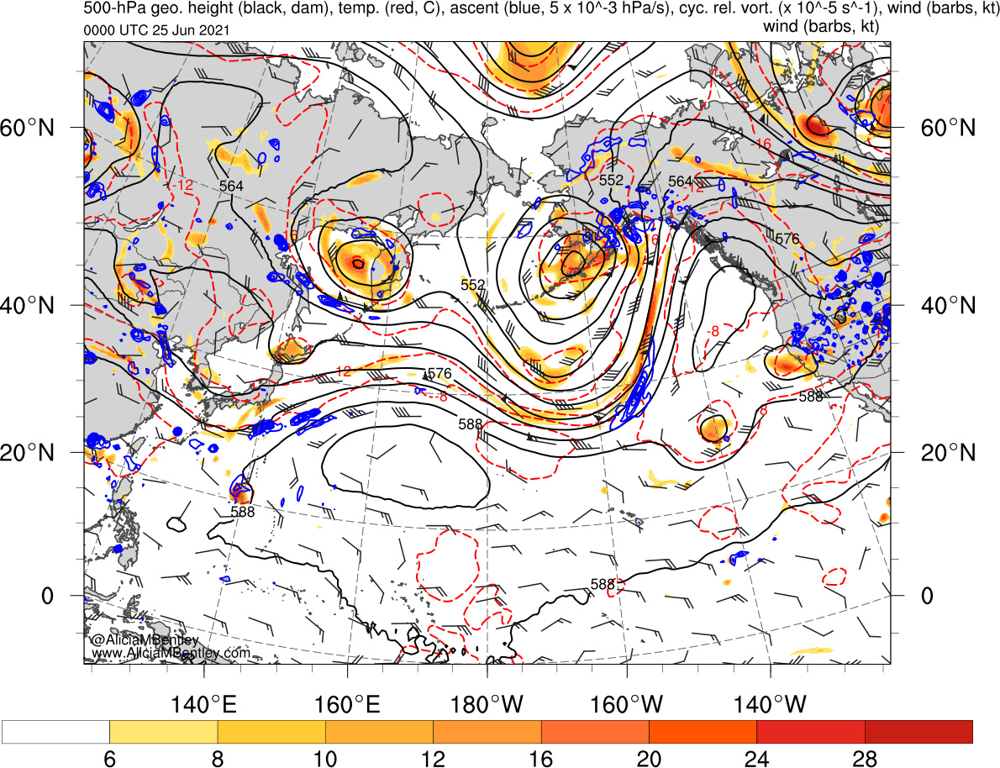 500-hPa geo. height (black, dam), temp. (red, C), ascent (blue, 5 x 10^-3 hPa/s), cyc. rel. vort. (x 10^-5 s^-1), wind (barbs, kt)
0000 UTC 25 Jun 2021
wind (barbs, kt)
60°N
60°N
-16
552
564
-12
-12
564
576
16
552
40°N
40°N
-8
12
576
-8
588
588
8
20°N
20°N
588
588
0
0
@AliciaMBentley
www.AliciaMBentley.com
140°E
160°E
180°W
160°W
140°W
6
8
10
12
16
20
24
28